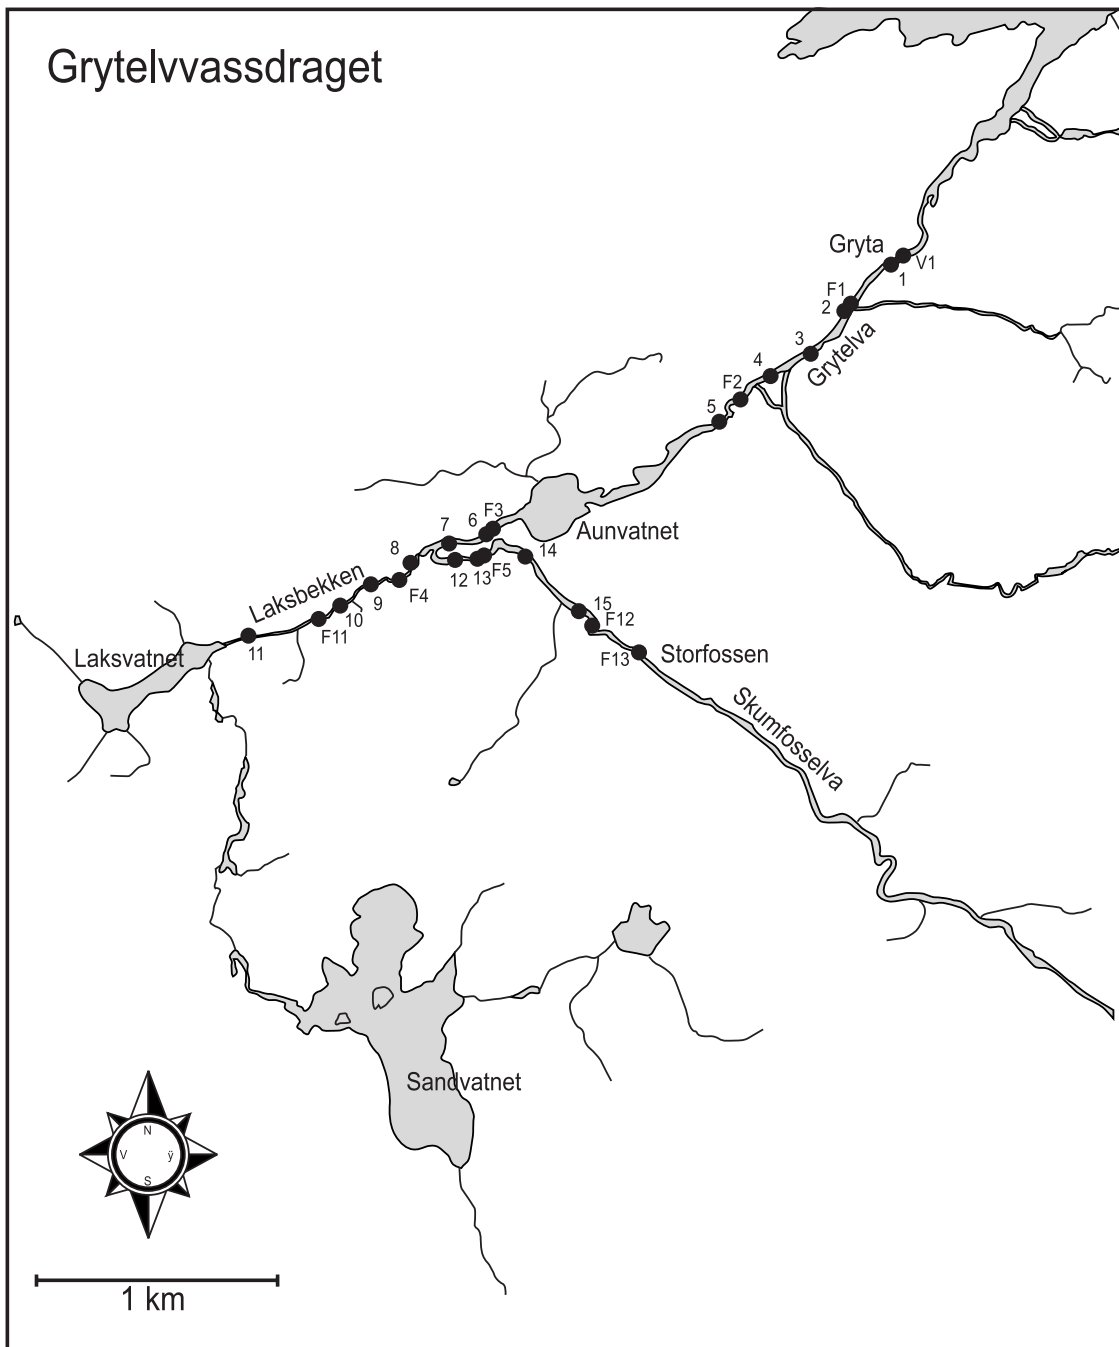 Grytelvvassdraget
Gryta
V1
1
F1
2
3
Grytelva
4
F2
5
Aunvatnet
F3
6
7
8
14
12
13
F5
Laksbekken
9
F4
10
F11
11
15
F12
F13
Storfossen
Laksvatnet
Skumfosselva
Sandvatnet
N
V
ÿ
S
1 km